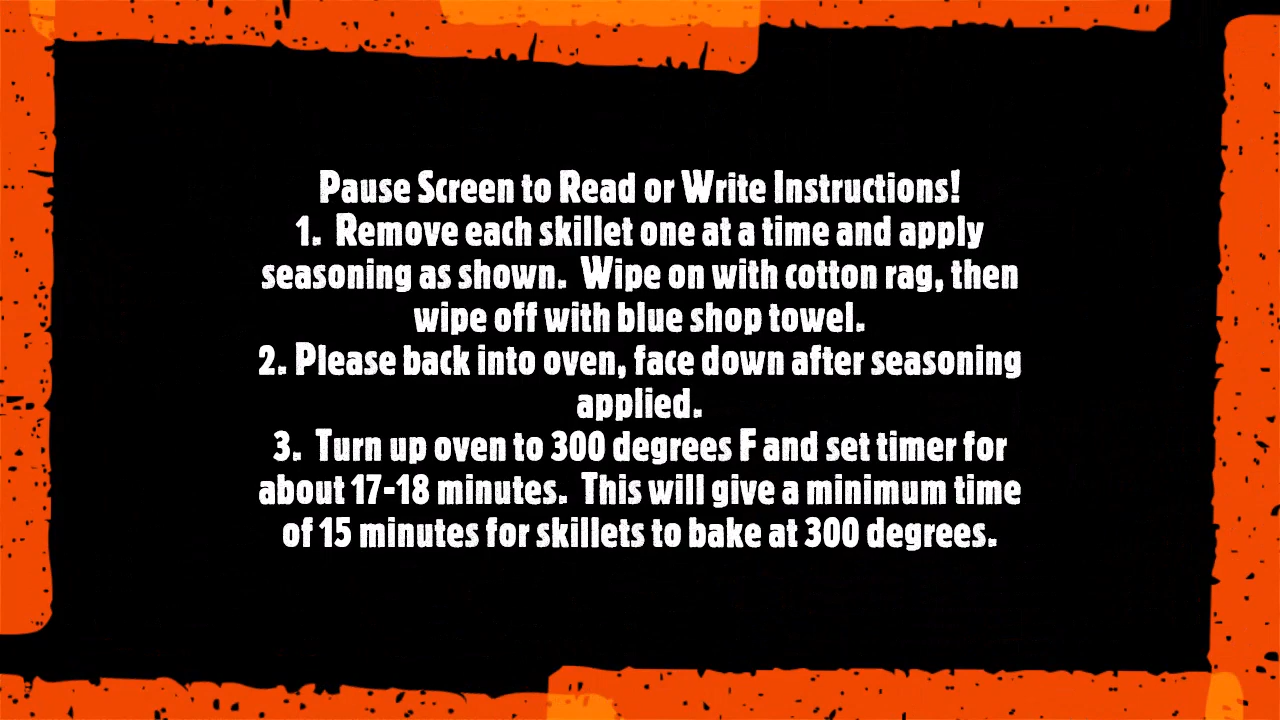 Pause Screen to Read or Write Instructions!
1. Remove each skillet one at a time and apply
seasoning as shown. Wipe on with cotton rag, then
wipe off with blue shop towel.
2. Please back into oven, face down after seasoning
applied.
3. Turn up oven to 300 degrees F and set timer for
about 17-18 minutes. This will give a minimum time
of 15 minutes for skillets to bake at 300 degrees.